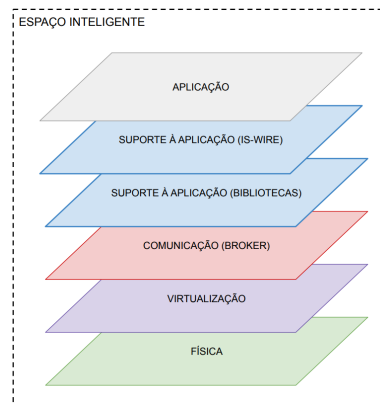 ESPAÇO INTELIGENTE
APLICAÇÃO
SUPORTE À APLICAÇÃO (IS-WIRE)
SUPORTE À APLICAÇÃO (BIBLIOTECAS)
COMUNICAÇÃO (BROKER)
VIRTUALIZAÇÃO
FÍSICA